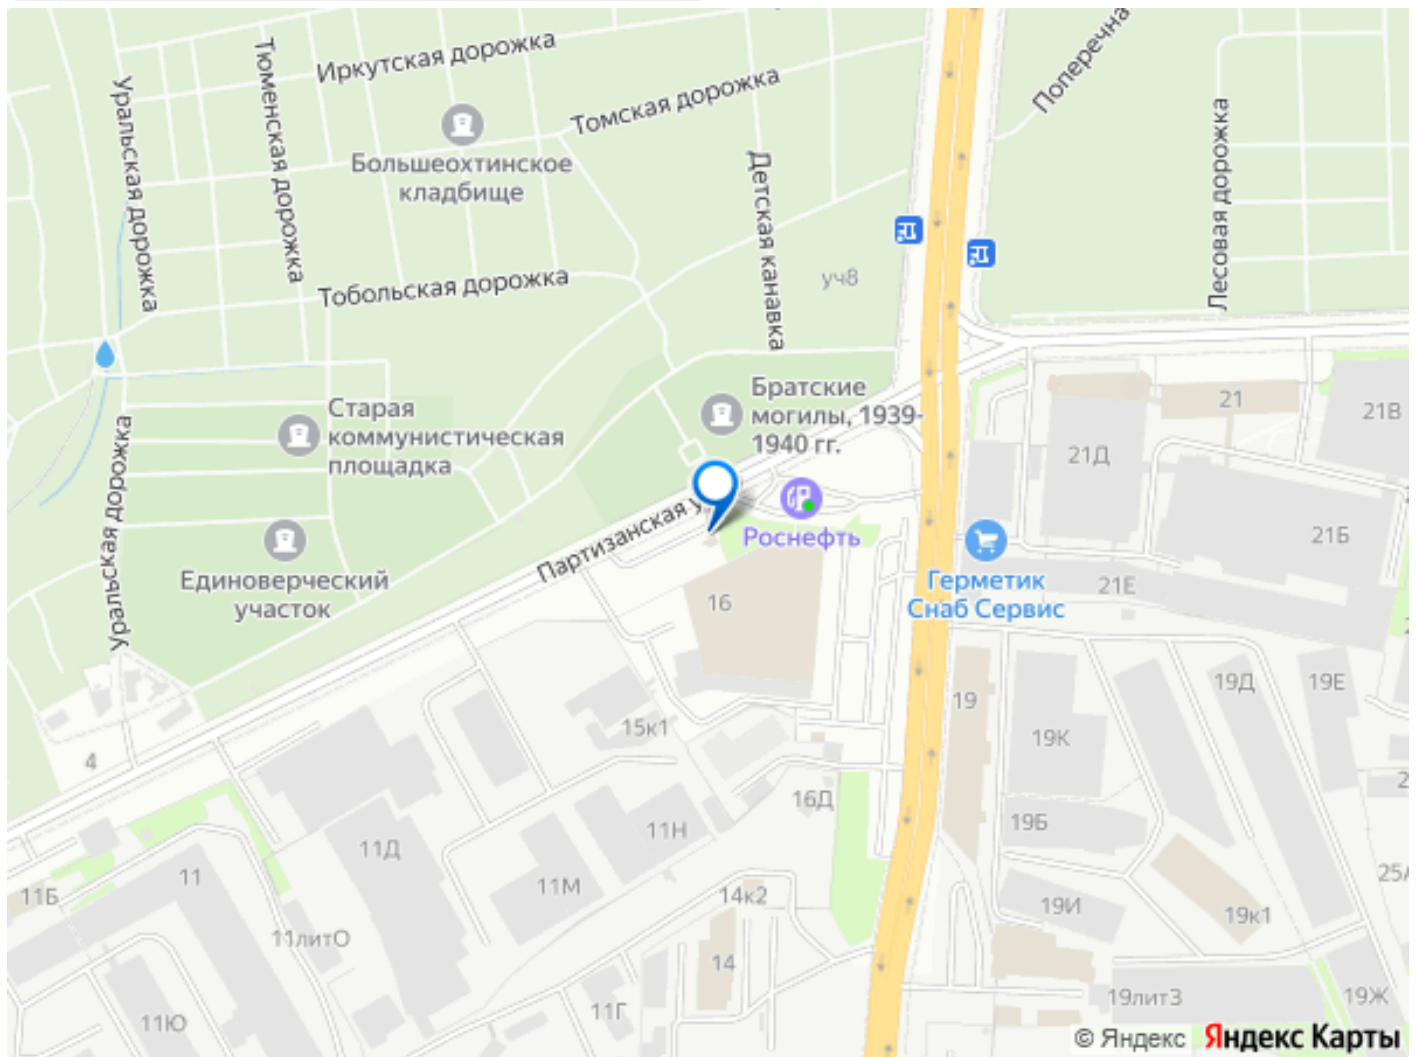 Иркутская дорожка
Поперечна
Тюменская дорожка
Уральская дорожка
Томская дорожка
Лесовая дорожка
Большеохтинское
кладбище
Детская канавка
Тобольская дорожка
уч8
Братские
могилы, 1939-
1940 гг.
21
21В
Старая
коммунистическая
площадка
21Д
Уральская дорожка
Партизанская у
Роснефть
21Б
Единоверческий
участок
Герметик
Снаб Сервис
21Е
16
19Д
19Е
19
15к1
19К
4
16Д
11Н
19Б
11Д
11
11М
14к2
25А
11Б
19И
19к1
11литО
14
11Г
19литЗ
19Ж
11Ю
© Яндекс Яндекс Карты